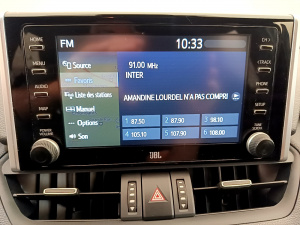 FM 10:33
HOME
MENU
AUDIO
MAP
POWER
VOLUME
Source
Favoris
Liste des stations
Manuel
Options
Son
91.00 MHz
INTER
AMANDINE LOURDEL N'A PAS COMPRI
1 87.50 2 87.90 3 98.10
4 105.10 5 107.90 6 108.00
CH
TRACK
PHONE
SETUP
TUNE
SCROLL
JBL